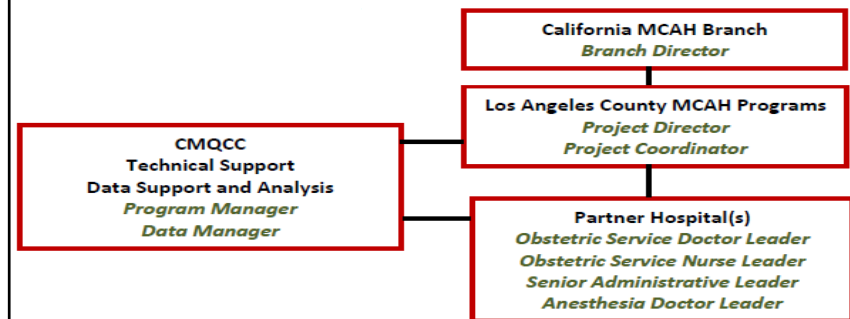 California MCAH Branch
Branch Director
Los Angeles County MCAH Programs
Project Director
Project Coordinator
CMQCC
Technical Support
Data Support and Analysis
Program Manager
Data Manager
Partner Hospital(s)
Obstetric Service Doctor Leader
Obstetric Service Nurse Leader
Senior Administrative Leader
Anesthesia Doctor Leader